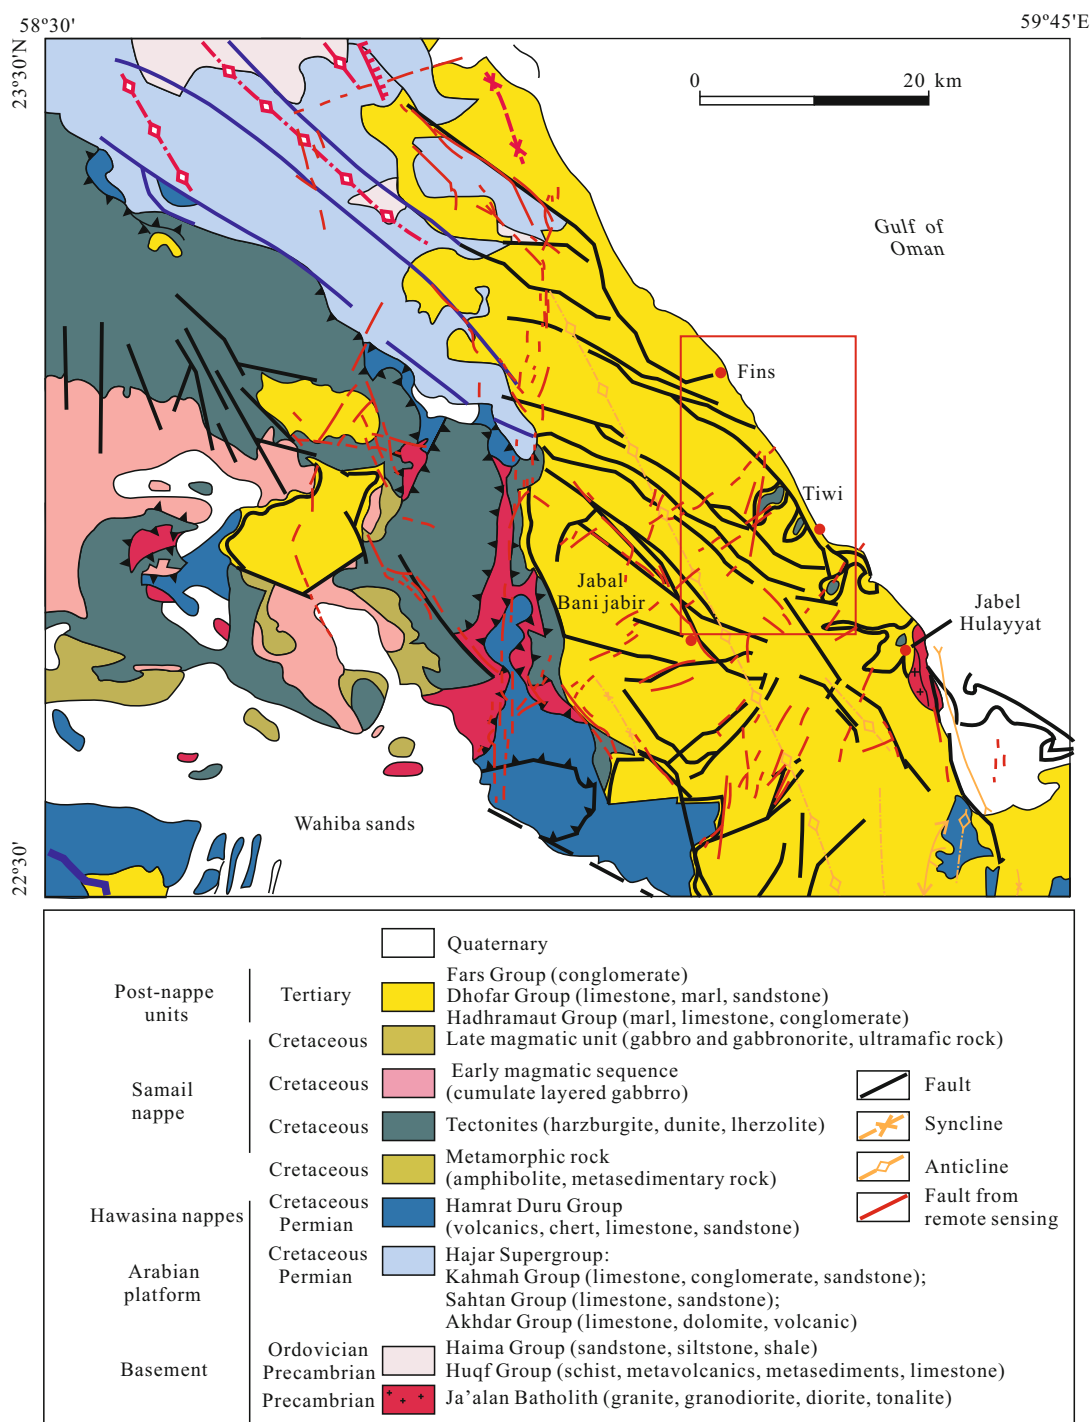 58°30'
59°45'E
23°30'N
0 20 km
Gulf of
Oman
Fins
Tiwi
Jabal
Bani jabir
Jabel
Hulayyat
Wahiba sands
22°30'
Quaternary
Post-nappe
units
Tertiary
Fars Group (conglomerate)
Dhofar Group (limestone, marl, sandstone)
Hadhramaut Group (marl, limestone, conglomerate)
Samail
nappe
Cretaceous
Late magmatic unit (gabbro and gabbronorite, ultramafic rock)
Cretaceous
Early magmatic sequence
(cumulate layered gabbrro)
Cretaceous
Tectonites (harzburgite, dunite, lherzolite)
Cretaceous
Metamorphic rock
(amphibolite, metasedimentary rock)
Hawasina nappes
Cretaceous
Permian
Hamrat Duru Group
(volcanics, chert, limestone, sandstone)
Arabian
platform
Cretaceous
Permian
Hajar Supergroup:
Kahmah Group (limestone, conglomerate, sandstone);
Sahtan Group (limestone, sandstone);
Akhdar Group (limestone, dolomite, volcanic)
Basement
Ordovician
Precambrian
Haima Group (sandstone, siltstone, shale)
Huqf Group (schist, metavolcanics, metasediments, limestone)
Precambrian
Ja'alan Batholith (granite, granodiorite, diorite, tonalite)
Fault
Syncline
Anticline
Fault from
remote sensing